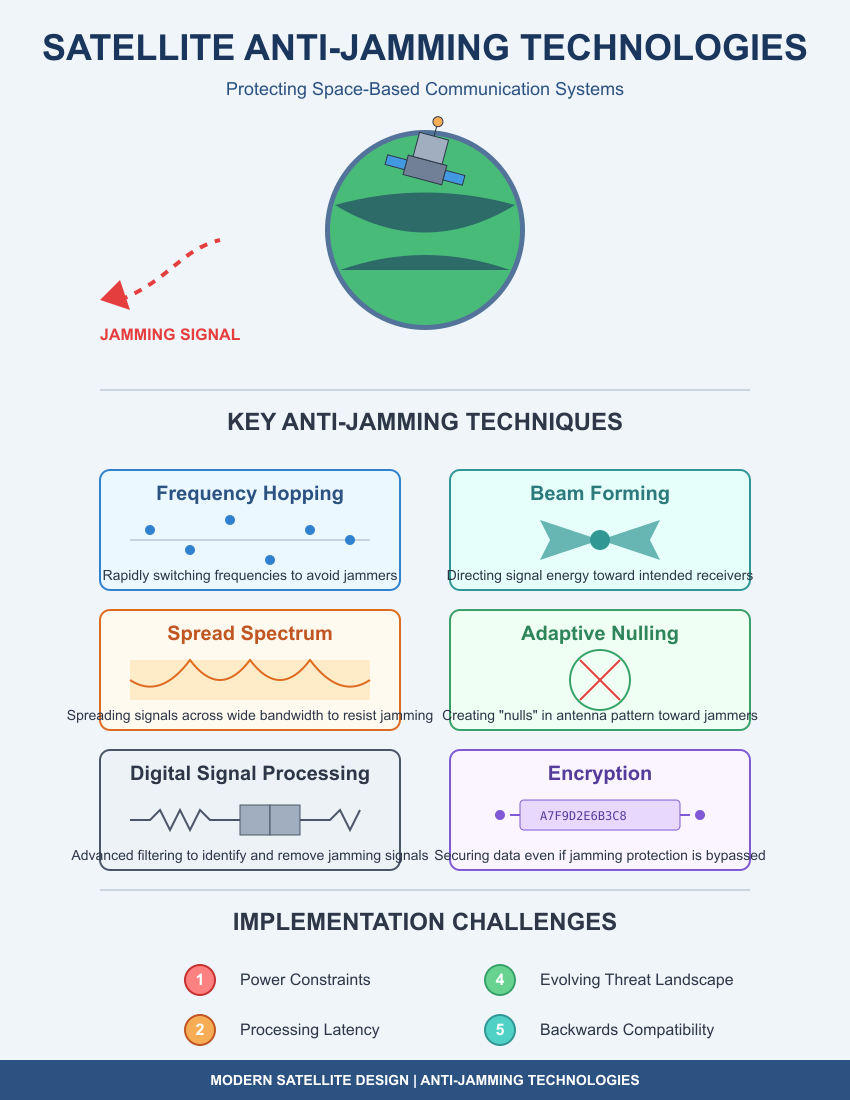 SATELLITE ANTI-JAMMING TECHNOLOGIES
Protecting Space-Based Communication Systems
JAMMING SIGNAL
KEY ANTI-JAMMING TECHNIQUES
Frequency Hopping
Rapidly switching frequencies to avoid jammers
Beam Forming
Directing signal energy toward intended receivers
Spread Spectrum
Spreading signals across wide bandwidth to resist jamming
Adaptive Nulling
Creating "nulls" in antenna pattern toward jammers
Digital Signal Processing
Advanced filtering to identify and remove jamming signals
Encryption
A7F9D2E6B3C8
Securing data even if jamming protection is bypassed
IMPLEMENTATION CHALLENGES
1 Power Constraints
2 Processing Latency
4 Evolving Threat Landscape
5 Backwards Compatibility
MODERN SATELLITE DESIGN | ANTI-JAMMING TECHNOLOGIES